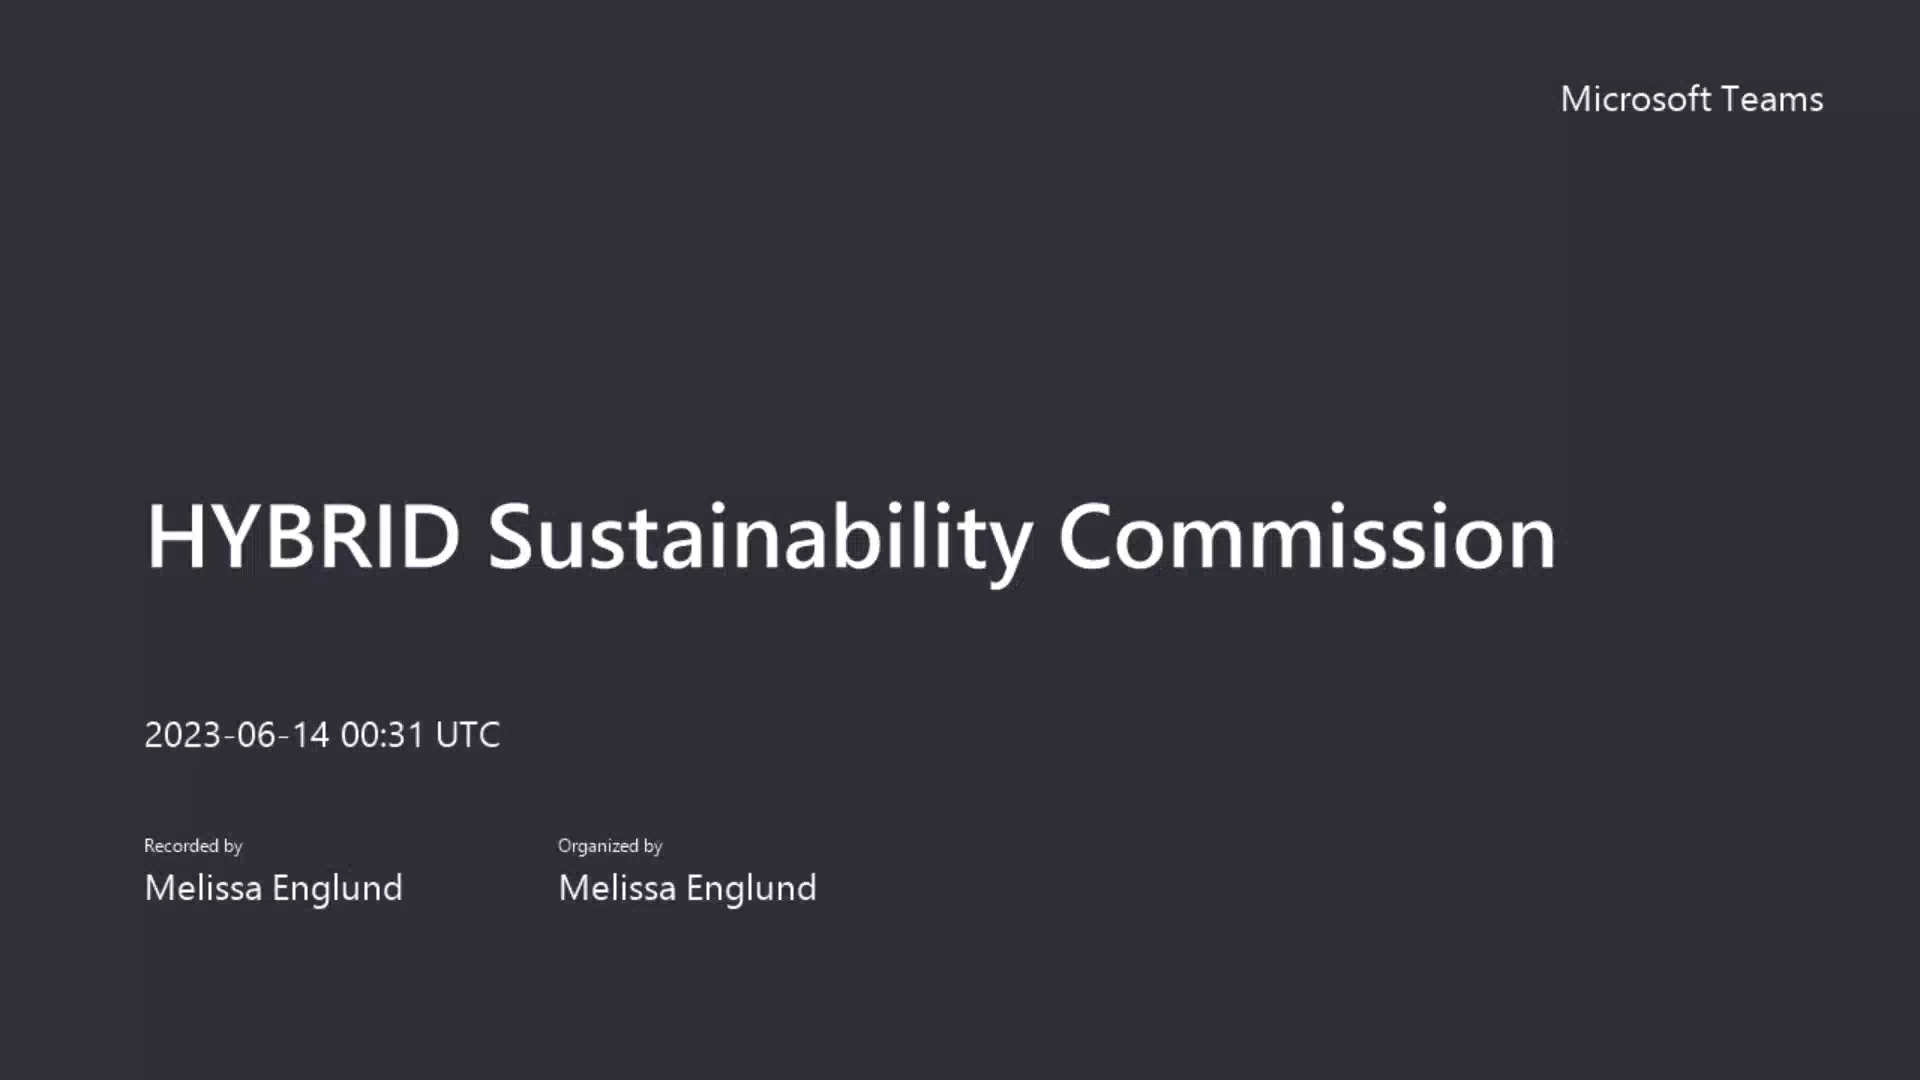 Microsoft Teams
HYBRID Sustainability Commission
2023-06-14 00:31 UTC
Recorded by
Melissa Englund
Organized by
Melissa Englund